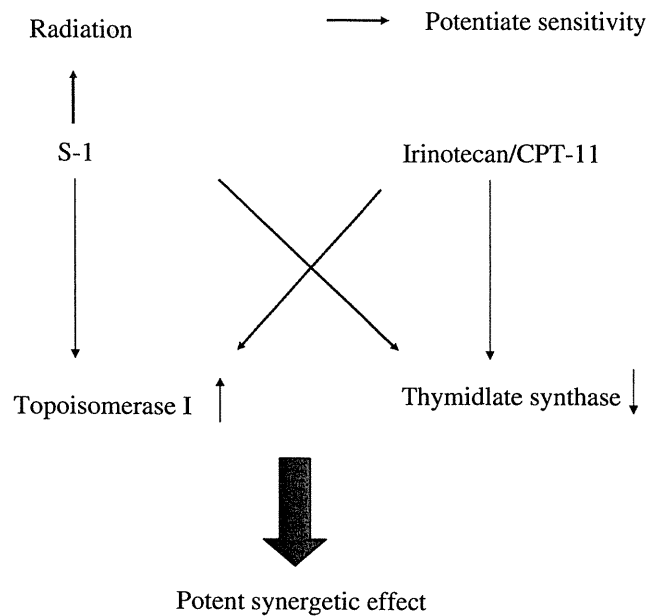 Radiation
Potentiate sensitivity
S-1
Irinotecan/CPT-11
Topoisomerase I
Thymidlate synthase
Potent synergetic effect